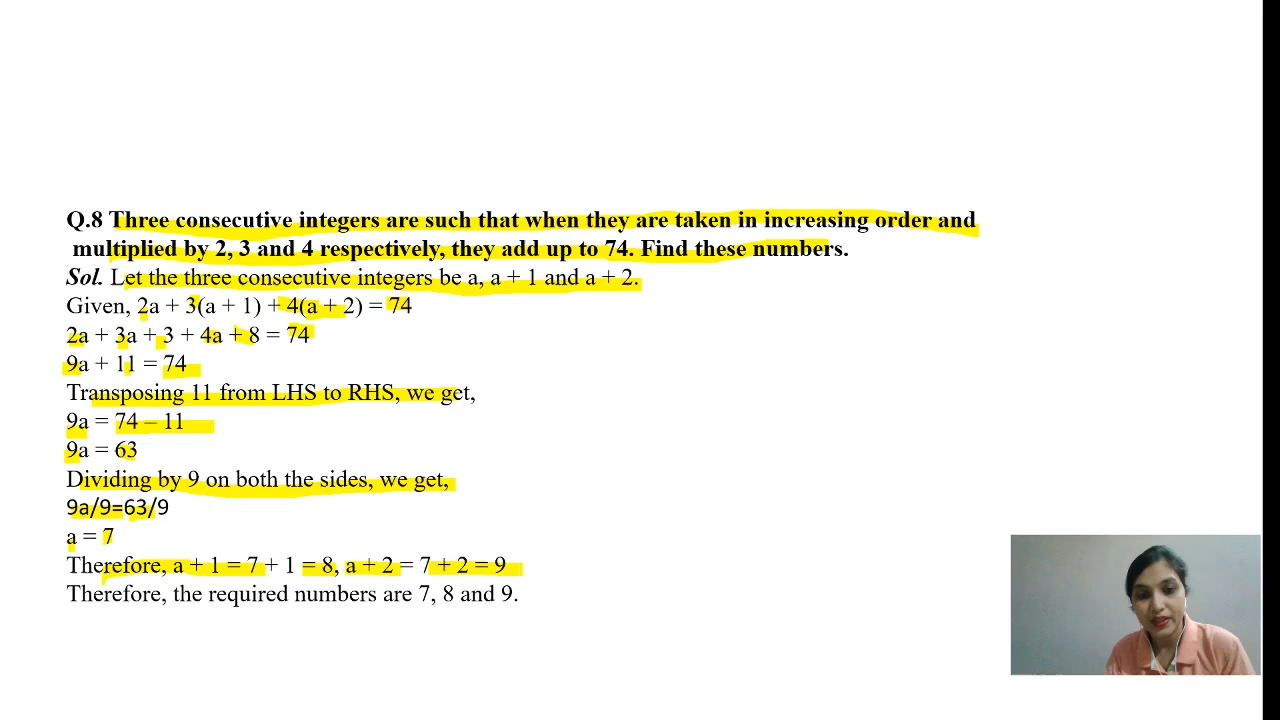 Q.8 Three consecutive integers are such that when they are taken in increasing order and
multiplied by 2, 3 and 4 respectively, they add up to 74. Find these numbers.
Sol. Let the three consecutive integers be a, a + 1 and a + 2.
Given, 2a + 3(a + 1) + 4(a + 2) = 74
2a + 3a + 3 + 4a + 8 = 74
9a + 11 = 74
Transposing 11 from LHS to RHS, we get,
9a = 74 – 11
9a = 63
Dividing by 9 on both the sides, we get,
9a/9=63/9
a = 7
Therefore, a + 1 = 7 + 1 = 8, a + 2 = 7 + 2 = 9
Therefore, the required numbers are 7, 8 and 9.